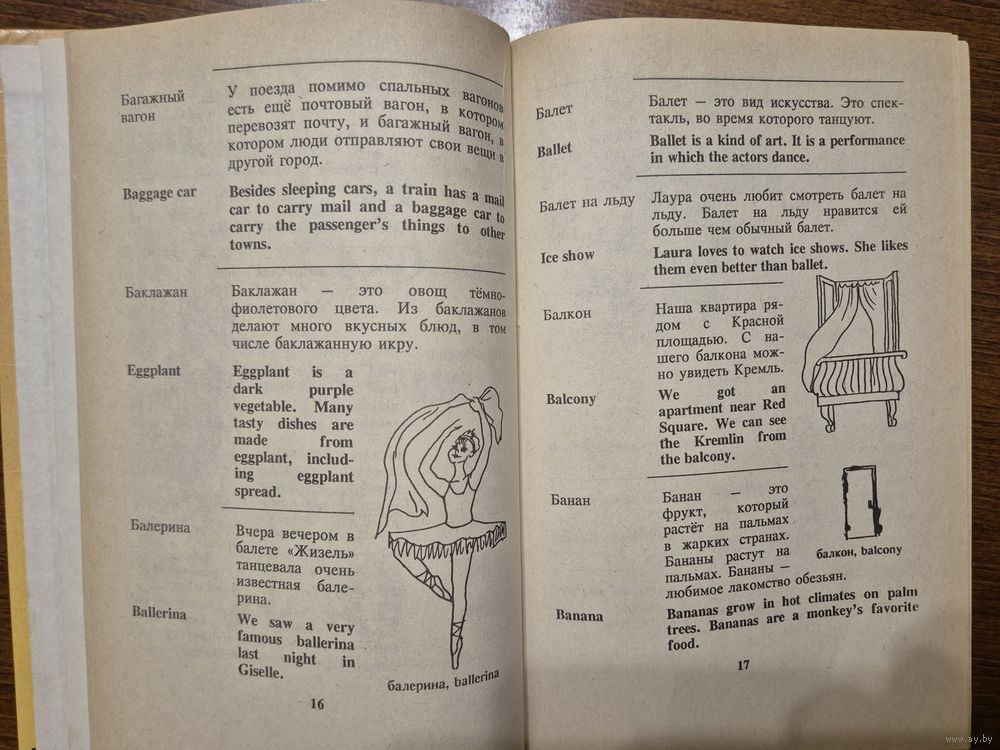 Багажный
вагон
У поезда помимо спальных вагонов
есть ещё почтовый вагон, в котором
перевозят почту, и багажный вагон, в
котором люди отправляют свои вещи в
другой город.
Baggage car
Besides sleeping cars, a train has a mail
car to carry mail and a baggage car to
carry the passenger's things to other
towns.
Баклажан
Баклажан — это овощ тёмно-
фиолетового цвета. Из баклажанов
делают много вкусных блюд, в том
числе баклажанную икру.
Eggplant
Eggplant is a
dark purple
vegetable. Many
tasty dishes are
made from
eggplant, includ-
ing eggplant
spread.
Балерина
Вчера вечером в
балете «Жизель»
танцевала очень
известная бале-
рина.
Ballerina
We saw a very
famous ballerina
last night in
Giselle.
балерина, ballerina
16
Балет
Балет — это вид искусства. Это спек-
такль, во время которого танцуют.
Ballet
Ballet is a kind of art. It is a performance
in which the actors dance.
Балет на льду
Лаура очень любит смотреть балет на
льду. Балет на льду нравится ей
больше чем обычный балет.
Ice show
Laura loves to watch ice shows. She likes
them even better than ballet.
Балкон
Наша квартира ря-
дом с Красной
площадью. С на-
шего балкона мож-
но увидеть Кремль.
Balcony
We got an
apartment near Red
Square. We can see
the Kremlin from
the balcony.
балкон, balcony
Банан
Банан — это
фрукт, который
растёт на пальмах
в жарких странах.
Бананы растут на
пальмах. Бананы —
любимое лакомство обезьян.
Banana
Bananas grow in hot climates on palm
trees. Bananas are a monkey's favorite
food.
17
www.ay.by